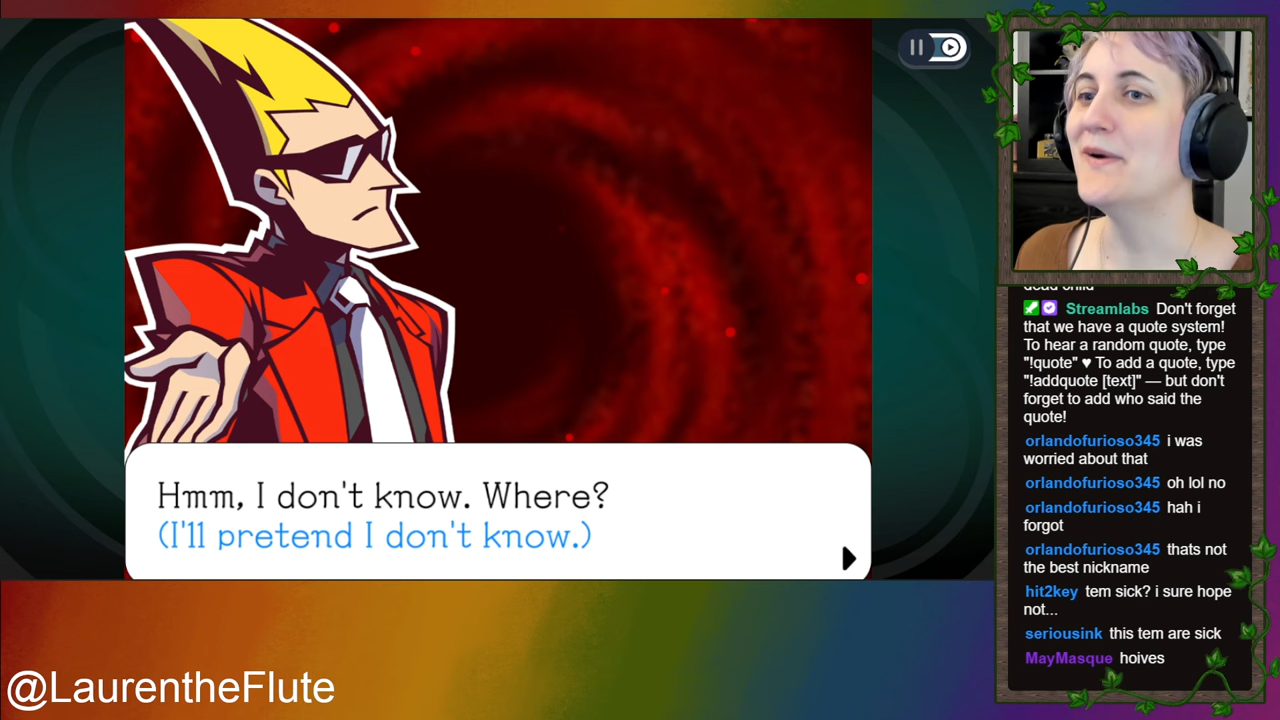 Hmm, I don't know. Where?
(I'll pretend I don't know.)
@LaurentheFlute
dead child
Streamlabs Don't forget
that we have a quote system!
To hear a random quote, type
"!quote" ♥ To add a quote, type
"!addquote [text]" — but don't
forget to add who said the
quote!
orlandofurioso345 i was
worried about that
orlandofurioso345 oh lol no
orlandofurioso345 hah i
forgot
orlandofurioso345 thats not
the best nickname
hit2key tem sick? i sure hope
not...
seriousink this tem are sick
MayMasque hoives